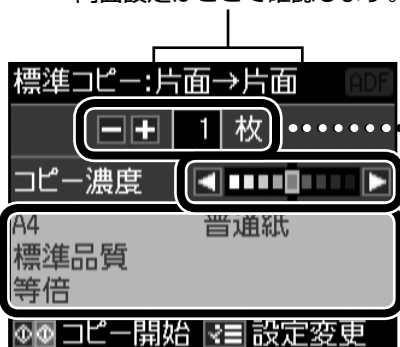 両面設定はここで確認します。
標準コピー:片面→片面 ADF
− + 1 枚
コピー濃度
A4 普通紙
標準品質
等倍
コピー開始 設定変更